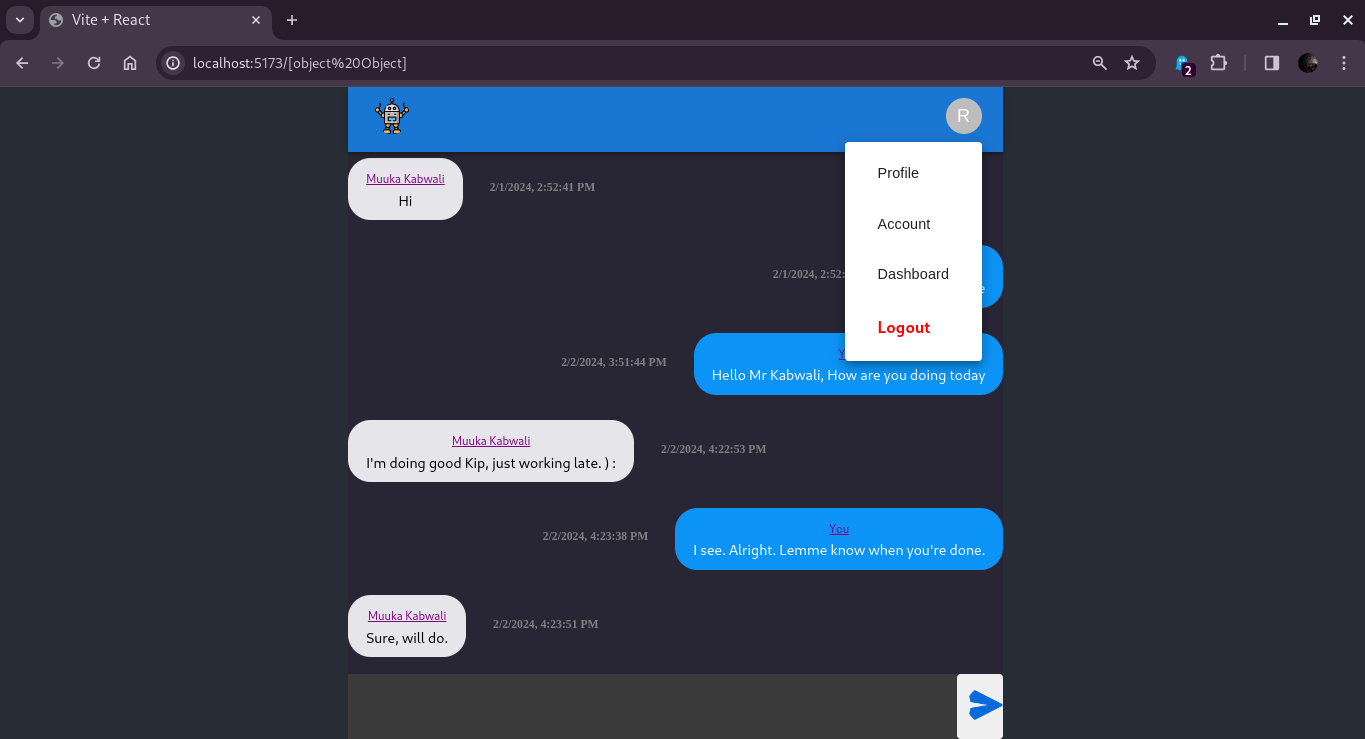 Vite + React
localhost:5173/[object%20Object]
2
R
Profile
Account
Dashboard
Logout
Muuka Kabwali
Hi
2/1/2024, 2:52:41 PM
2/1/2024, 2:52:
2/2/2024, 3:51:44 PM
Hello Mr Kabwali, How are you doing today
Muuka Kabwali
I'm doing good Kip, just working late. ) :
2/2/2024, 4:22:53 PM
2/2/2024, 4:23:38 PM
You
I see. Alright. Lemme know when you're done.
Muuka Kabwali
Sure, will do.
2/2/2024, 4:23:51 PM